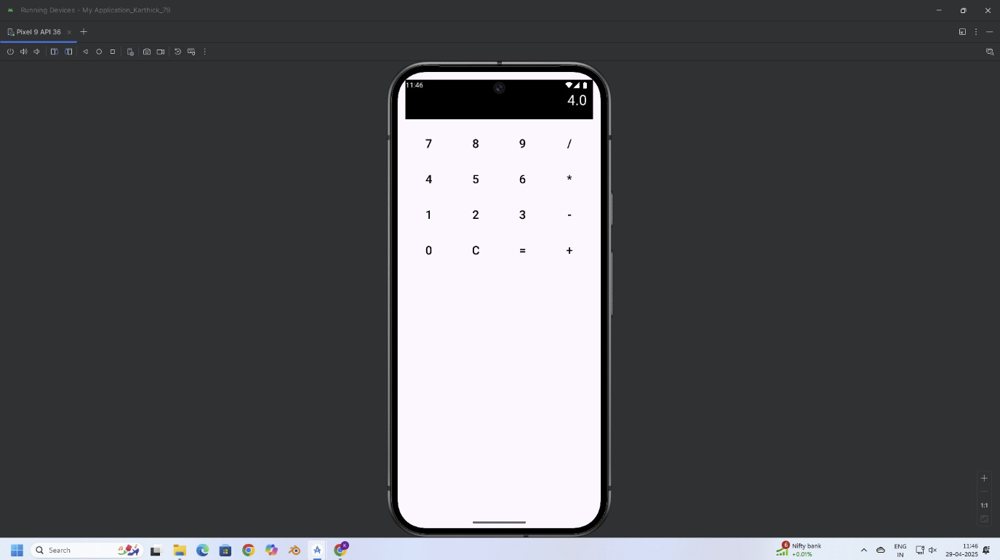 Running Devices - My Application_Karthick_79
Pixel 9 API 36
11:46
4.0
7 8 9 /
4 5 6 *
1 2 3 -
0 C = +
1:1
Search
K
6
Nifty bank
+0.01%
ENG
IN
11:46
29-04-2025